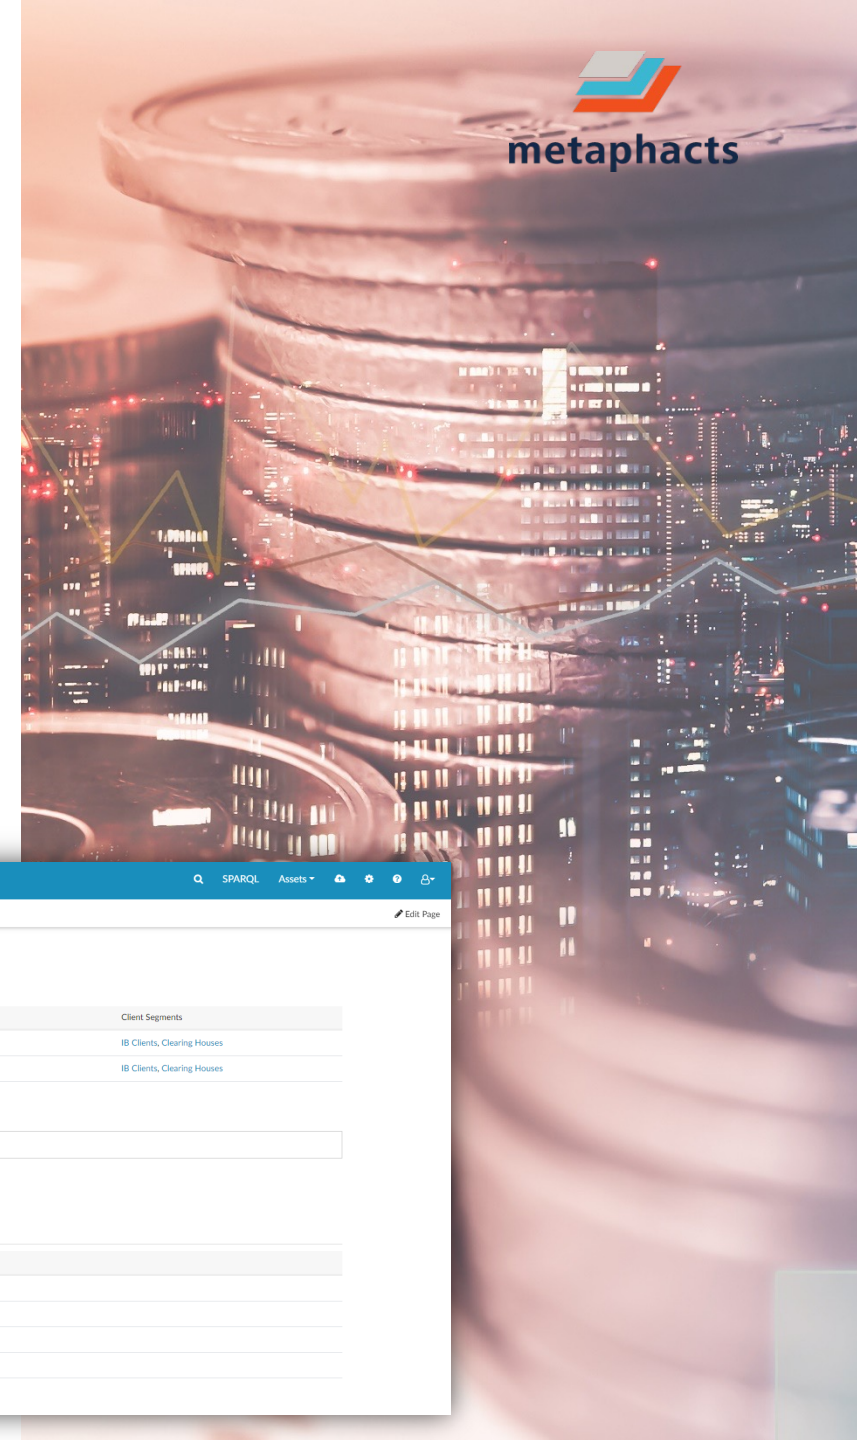 metaphacts
SPARQL Assets
Edit Page
Client Segments
IB Clients, Clearing Houses
IB Clients, Clearing Houses